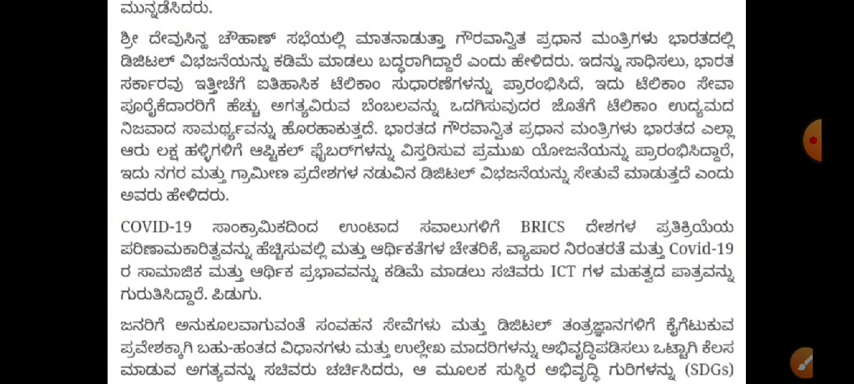 ಮುನ್ನಡೆಸಿದರು.
ಶ್ರೀ ದೇವುಸಿನ್ಹ ಚೌಹಾಣ್ ಸಭೆಯಲ್ಲಿ ಮಾತನಾಡುತ್ತಾ ಗೌರವಾನ್ವಿತ ಪ್ರಧಾನ ಮಂತ್ರಿಗಳು ಭಾರತದಲ್ಲಿ
ಡಿಜಿಟಲ್ ವಿಭಜನೆಯನ್ನು ಕಡಿಮೆ ಮಾಡಲು ಬದ್ಧರಾಗಿದ್ದಾರೆ ಎಂದು ಹೇಳಿದರು. ಇದನ್ನು ಸಾಧಿಸಲು, ಭಾರತ
ಸರ್ಕಾರವು ಇತ್ತೀಚೆಗೆ ಐತಿಹಾಸಿಕ ಟೆಲಿಕಾಂ ಸುಧಾರಣೆಗಳನ್ನು ಪ್ರಾರಂಭಿಸಿದೆ, ಇದು ಟೆಲಿಕಾಂ ಸೇವಾ
ಪೂರೈಕೆದಾರರಿಗೆ ಹೆಚ್ಚು ಅಗತ್ಯವಿರುವ ಬೆಂಬಲವನ್ನು ಒದಗಿಸುವುದರ ಜೊತೆಗೆ ಟೆಲಿಕಾಂ ಉದ್ಯಮದ
ನಿಜವಾದ ಸಾಮರ್ಥ್ಯವನ್ನು ಹೊರಹಾಕುತ್ತದೆ. ಭಾರತದ ಗೌರವಾನ್ವಿತ ಪ್ರಧಾನ ಮಂತ್ರಿಗಳು ಭಾರತದ ಎಲ್ಲಾ
ಆರು ಲಕ್ಷ ಹಳ್ಳಿಗಳಿಗೆ ಆಪ್ಟಿಕಲ್ ಫೈಬರ್‌ಗಳನ್ನು ವಿಸ್ತರಿಸುವ ಪ್ರಮುಖ ಯೋಜನೆಯನ್ನು ಪ್ರಾರಂಭಿಸಿದ್ದಾರೆ,
ಇದು ನಗರ ಮತ್ತು ಗ್ರಾಮೀಣ ಪ್ರದೇಶಗಳ ನಡುವಿನ ಡಿಜಿಟಲ್ ವಿಭಜನೆಯನ್ನು ಸೇತುವೆ ಮಾಡುತ್ತದೆ ಎಂದು
ಅವರು ಹೇಳಿದರು.
COVID-19 ಸಾಂಕ್ರಾಮಿಕದಿಂದ ಉಂಟಾದ ಸವಾಲುಗಳಿಗೆ BRICS ದೇಶಗಳ ಪ್ರತಿಕ್ರಿಯೆಯ
ಪರಿಣಾಮಕಾರಿತ್ವವನ್ನು ಹೆಚ್ಚಿಸುವಲ್ಲಿ ಮತ್ತು ಆರ್ಥಿಕತೆಗಳ ಚೇತರಿಕೆ, ವ್ಯಾಪಾರ ನಿರಂತರತೆ ಮತ್ತು Covid-19
ರ ಸಾಮಾಜಿಕ ಮತ್ತು ಆರ್ಥಿಕ ಪ್ರಭಾವವನ್ನು ಕಡಿಮೆ ಮಾಡಲು ಸಚಿವರು ICT ಗಳ ಮಹತ್ವದ ಪಾತ್ರವನ್ನು
ಗುರುತಿಸಿದ್ದಾರೆ. ಪಿಡುಗು.
ಜನರಿಗೆ ಅನುಕೂಲವಾಗುವಂತೆ ಸಂವಹನ ಸೇವೆಗಳು ಮತ್ತು ಡಿಜಿಟಲ್ ತಂತ್ರಜ್ಞಾನಗಳಿಗೆ ಕೈಗೆಟುಕುವ
ಪ್ರವೇಶಕ್ಕಾಗಿ ಬಹು-ಹಂತದ ವಿಧಾನಗಳು ಮತ್ತು ಉಲ್ಲೇಖ ಮಾದರಿಗಳನ್ನು ಅಭಿವೃದ್ಧಿಪಡಿಸಲು ಒಟ್ಟಾಗಿ ಕೆಲಸ
ಮಾಡುವ ಅಗತ್ಯವನ್ನು ಸಚಿವರು ಚರ್ಚಿಸಿದರು, ಆ ಮೂಲಕ ಸುಸ್ಥಿರ ಅಭಿವೃದ್ಧಿ ಗುರಿಗಳನ್ನು (SDGs)